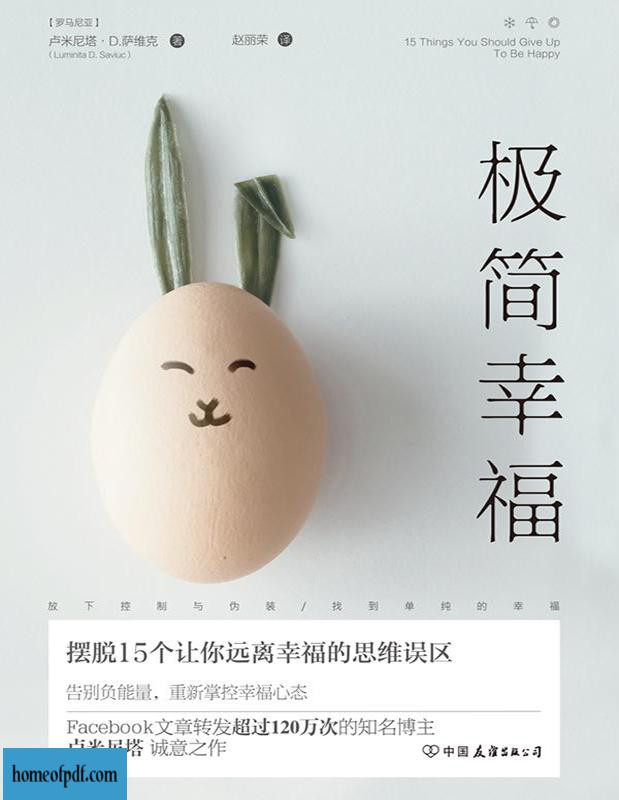 【罗马尼亚】
卢米尼塔·D.萨维克 著
(Luminita D. Saviuc)
赵丽荣 译
15 Things You Should Give Up
To Be Happy
极简幸福
放下控制与伪装/找到单纯的幸福
摆脱15个让你远离幸福的思维误区
告别负能量，重新掌控幸福心态
Facebook文章转发超过120万次的知名博主
卢米尼塔 诚意之作
中国友谊出版公司
homeofpdf.com